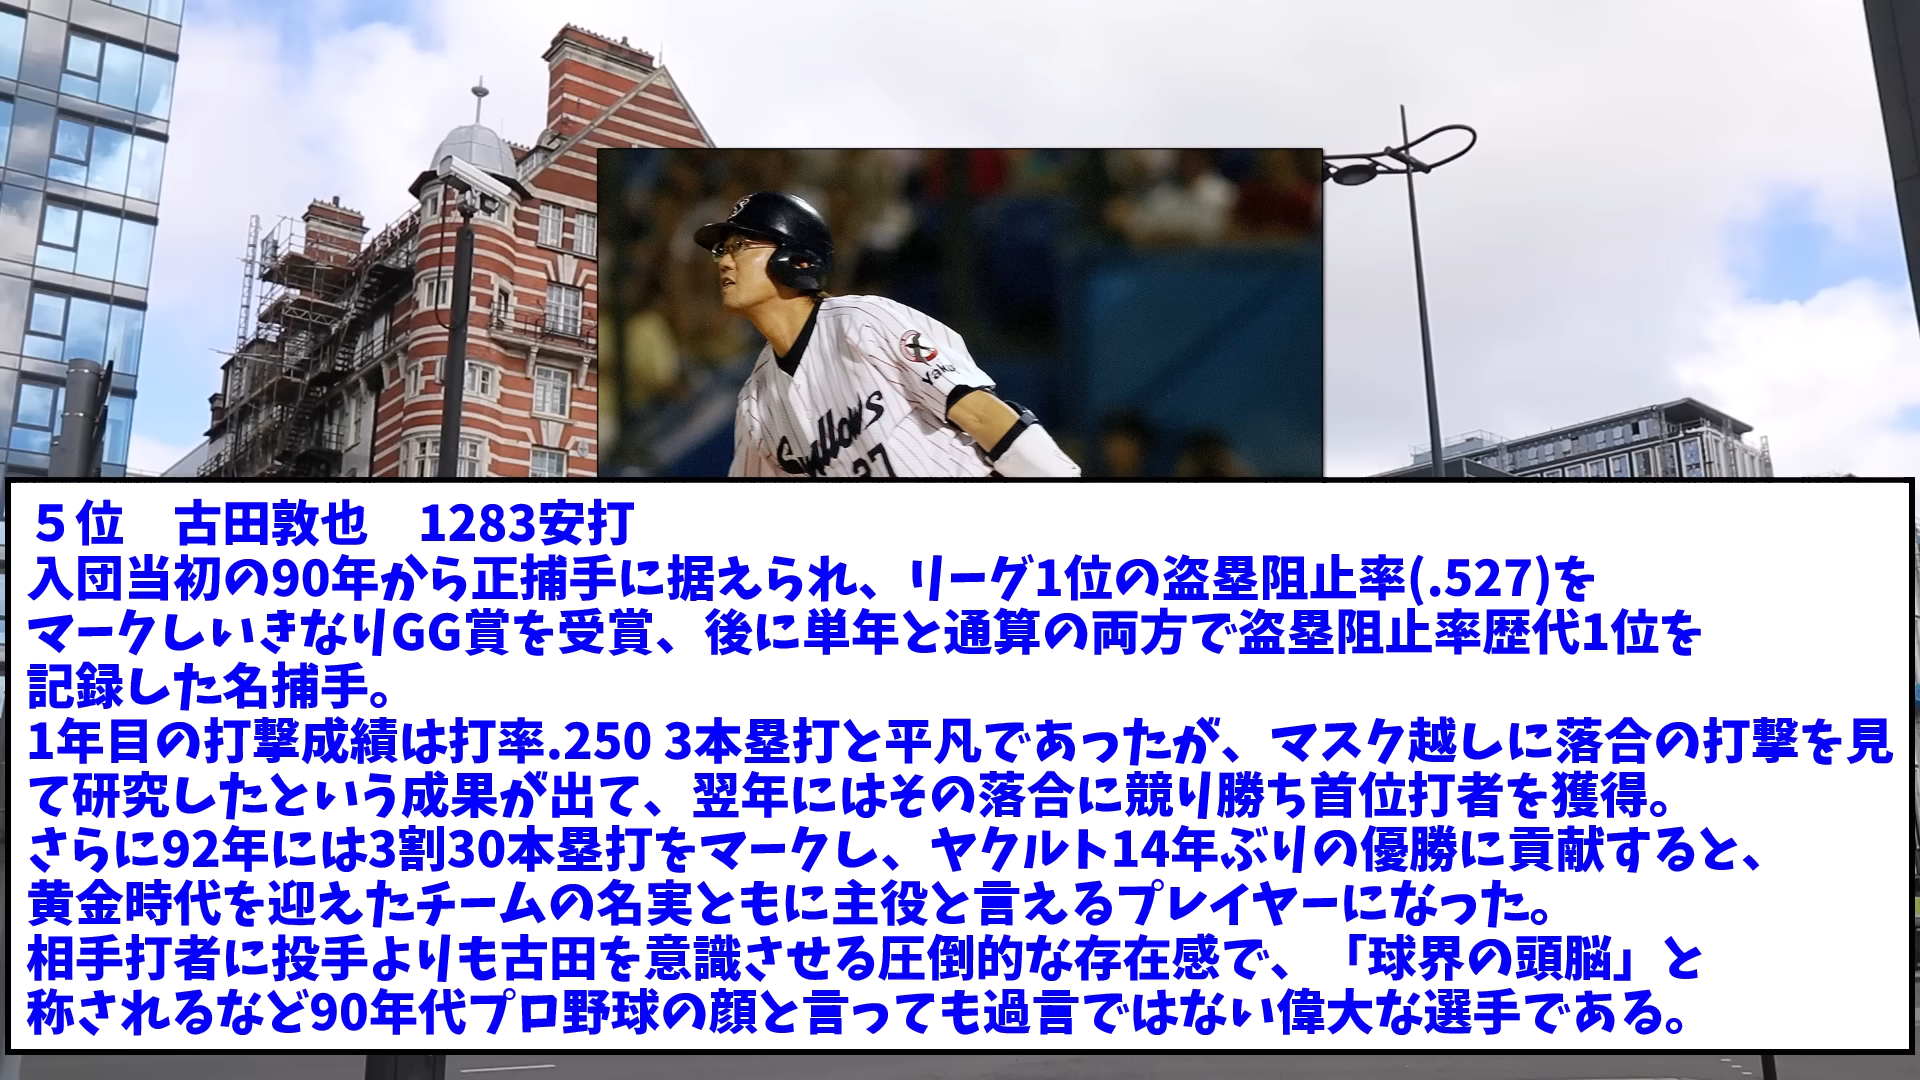 Yaku
Swallows
27
５位　古田敦也　1283安打
入団当初の90年から正捕手に据えられ、リーグ1位の盗塁阻止率(.527)を
マークしいきなりGG賞を受賞、後に単年と通算の両方で盗塁阻止率歴代1位を
記録した名捕手。
1年目の打撃成績は打率.250 3本塁打と平凡であったが、マスク越しに落合の打撃を見
て研究したという成果が出て、翌年にはその落合に競り勝ち首位打者を獲得。
さらに92年には3割30本塁打をマークし、ヤクルト14年ぶりの優勝に貢献すると、
黄金時代を迎えたチームの名実ともに主役と言えるプレイヤーになった。
相手打者に投手よりも古田を意識させる圧倒的な存在感で、「球界の頭脳」と
称されるなど90年代プロ野球の顔と言っても過言ではない偉大な選手である。